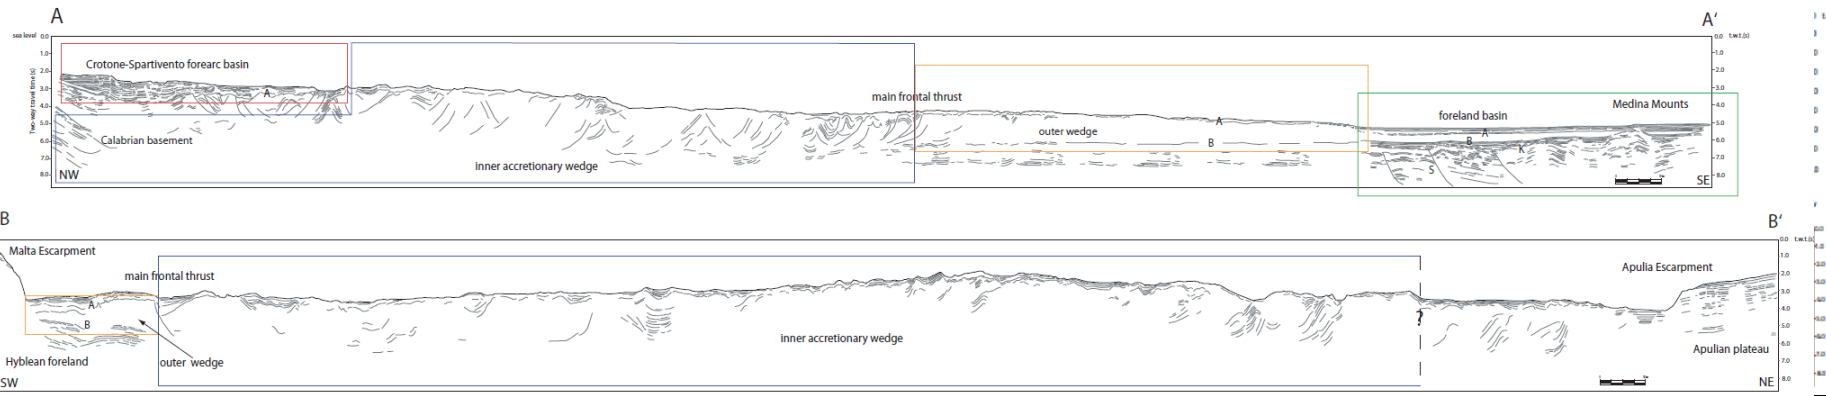 A
A'
sea level 0.0
0.0 t.w.t.(s)
1.0
1.0
2.0
2.0
3.0
3.0
4.0
4.0
5.0
5.0
6.0
6.0
7.0
7.0
8.0
8.0
Two-way travel time (s)
Crotone-Spartivento forearc basin
A
Calabrian basement
NW
inner accretionary wedge
main frontal thrust
A
outer wedge
B
Medina Mounts
foreland basin
A
B
K
S
SE
B
B'
0.0 t.w.t.(s)
1.0
2.0
3.0
4.0
5.0
6.0
7.0
8.0
Malta Escarpment
main frontal thrust
A
B
outer wedge
Hyblean foreland
SW
inner accretionary wedge
?
Apulia Escarpment
Apulian plateau
NE